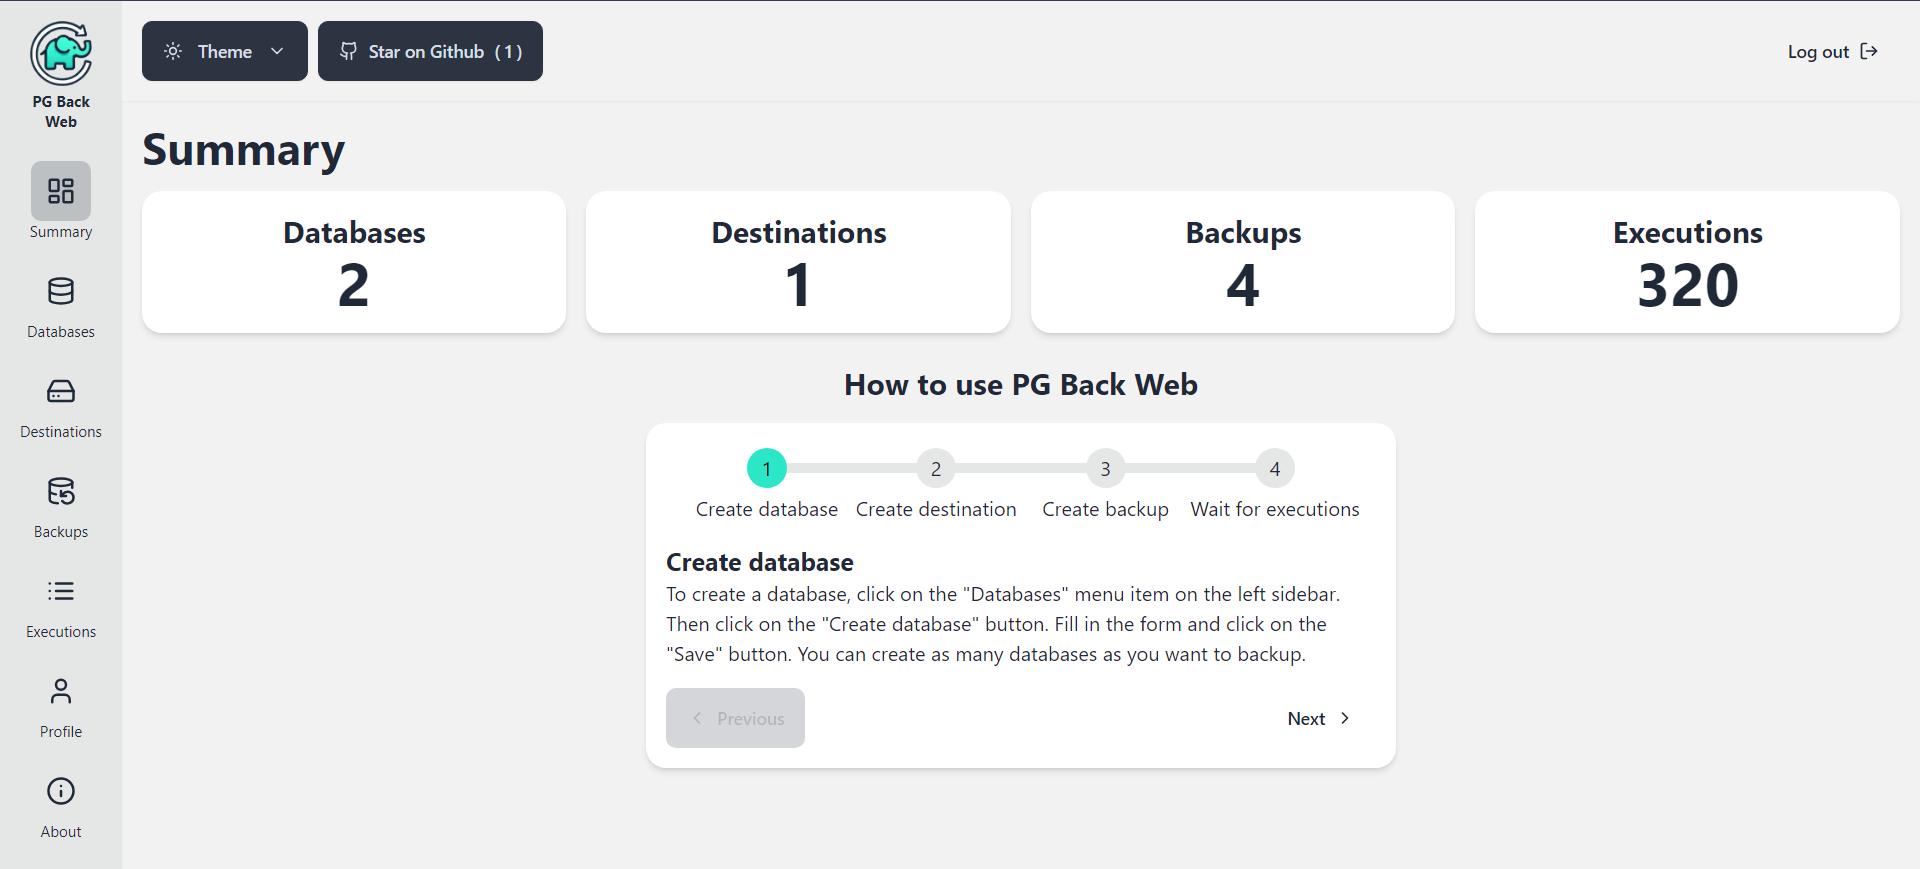 PG Back
Web
Summary
Databases
Destinations
Backups
Executions
Profile
About
Theme
Star on Github ( 1 )
Log out
Summary
Databases
2
Destinations
1
Backups
4
Executions
320
How to use PG Back Web
1
2
3
4
Create database
Create destination
Create backup
Wait for executions
Create database
To create a database, click on the "Databases" menu item on the left sidebar.
Then click on the "Create database" button. Fill in the form and click on the
"Save" button. You can create as many databases as you want to backup.
Previous
Next